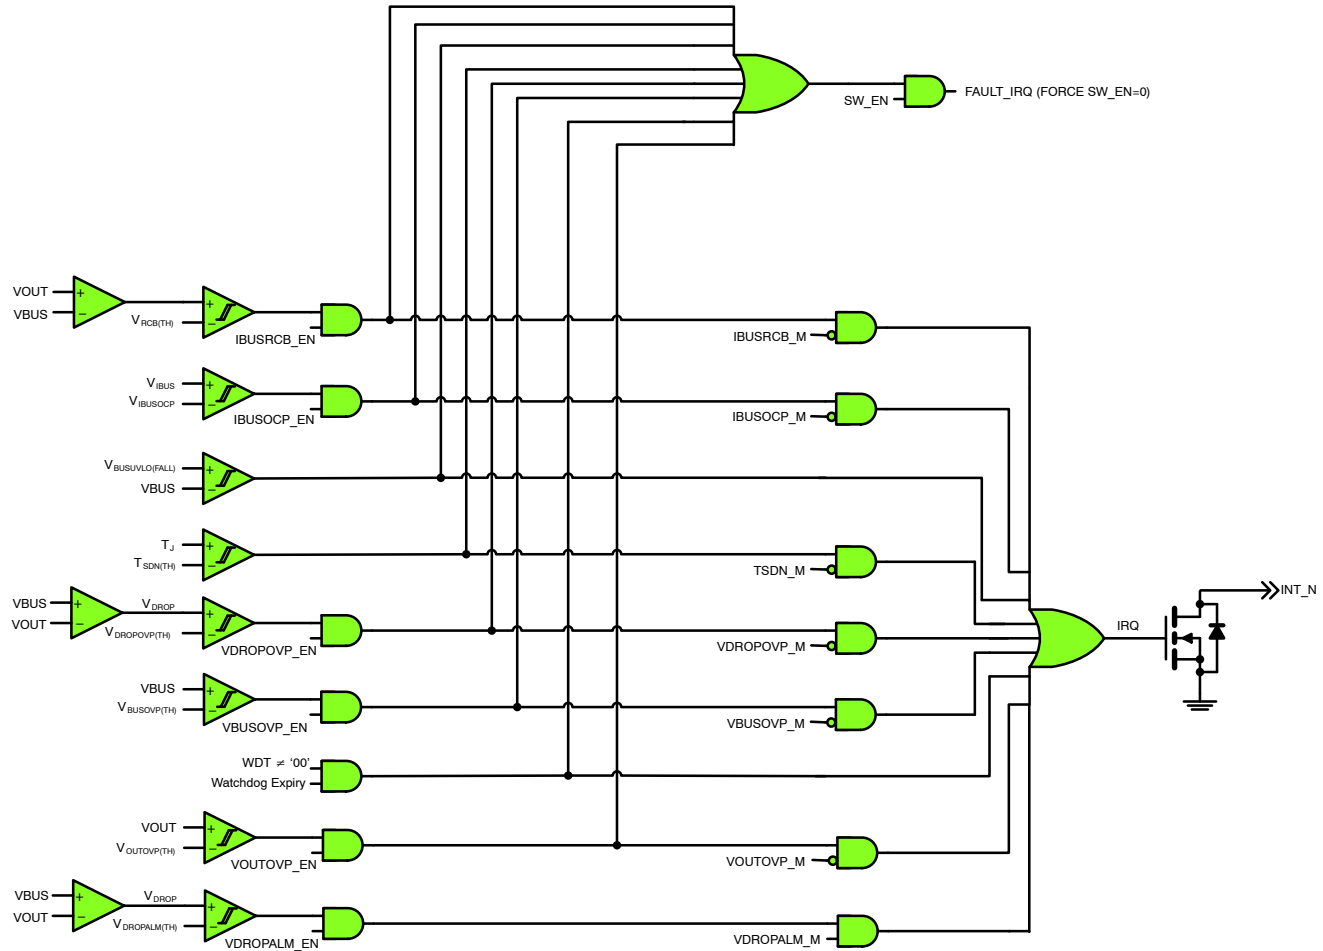 SW_EN
FAULT_IRQ (FORCE SW_EN=0)
VOUT
VBUS
+
−
VRCB(TH)
+
−
IBUSRCB_EN
IBUSRCB_M
VIBUS
VIBUSOCP
+
−
IBUSOCP_EN
IBUSOCP_M
VBUSUVLO(FALL)
VBUS
+
−
TJ
TSDN(TH)
+
−
TSDN_M
VBUS
VOUT
+
−
VDROP
VDROPOVP(TH)
+
−
VDROPOVP_EN
VDROPOVP_M
IRQ
INT_N
VBUS
VBUSOVP(TH)
+
−
VBUSOVP_EN
VBUSOVP_M
WDT ≠ ‘00’
Watchdog Expiry
VOUT
VOUTOVP(TH)
+
−
VOUTOVP_EN
VOUTOVP_M
VBUS
VOUT
+
−
VDROP
VDROPALM(TH)
+
−
VDROPALM_EN
VDROPALM_M